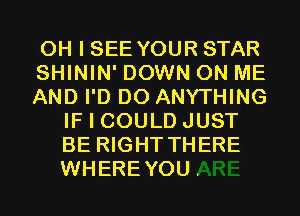 OH I SEE YOUR STAR
SHININ' DOWN ON ME
AND I'D DO ANYTHING
IF I COULD JUST
BE RIGHT THERE
WHERE YOU ARE